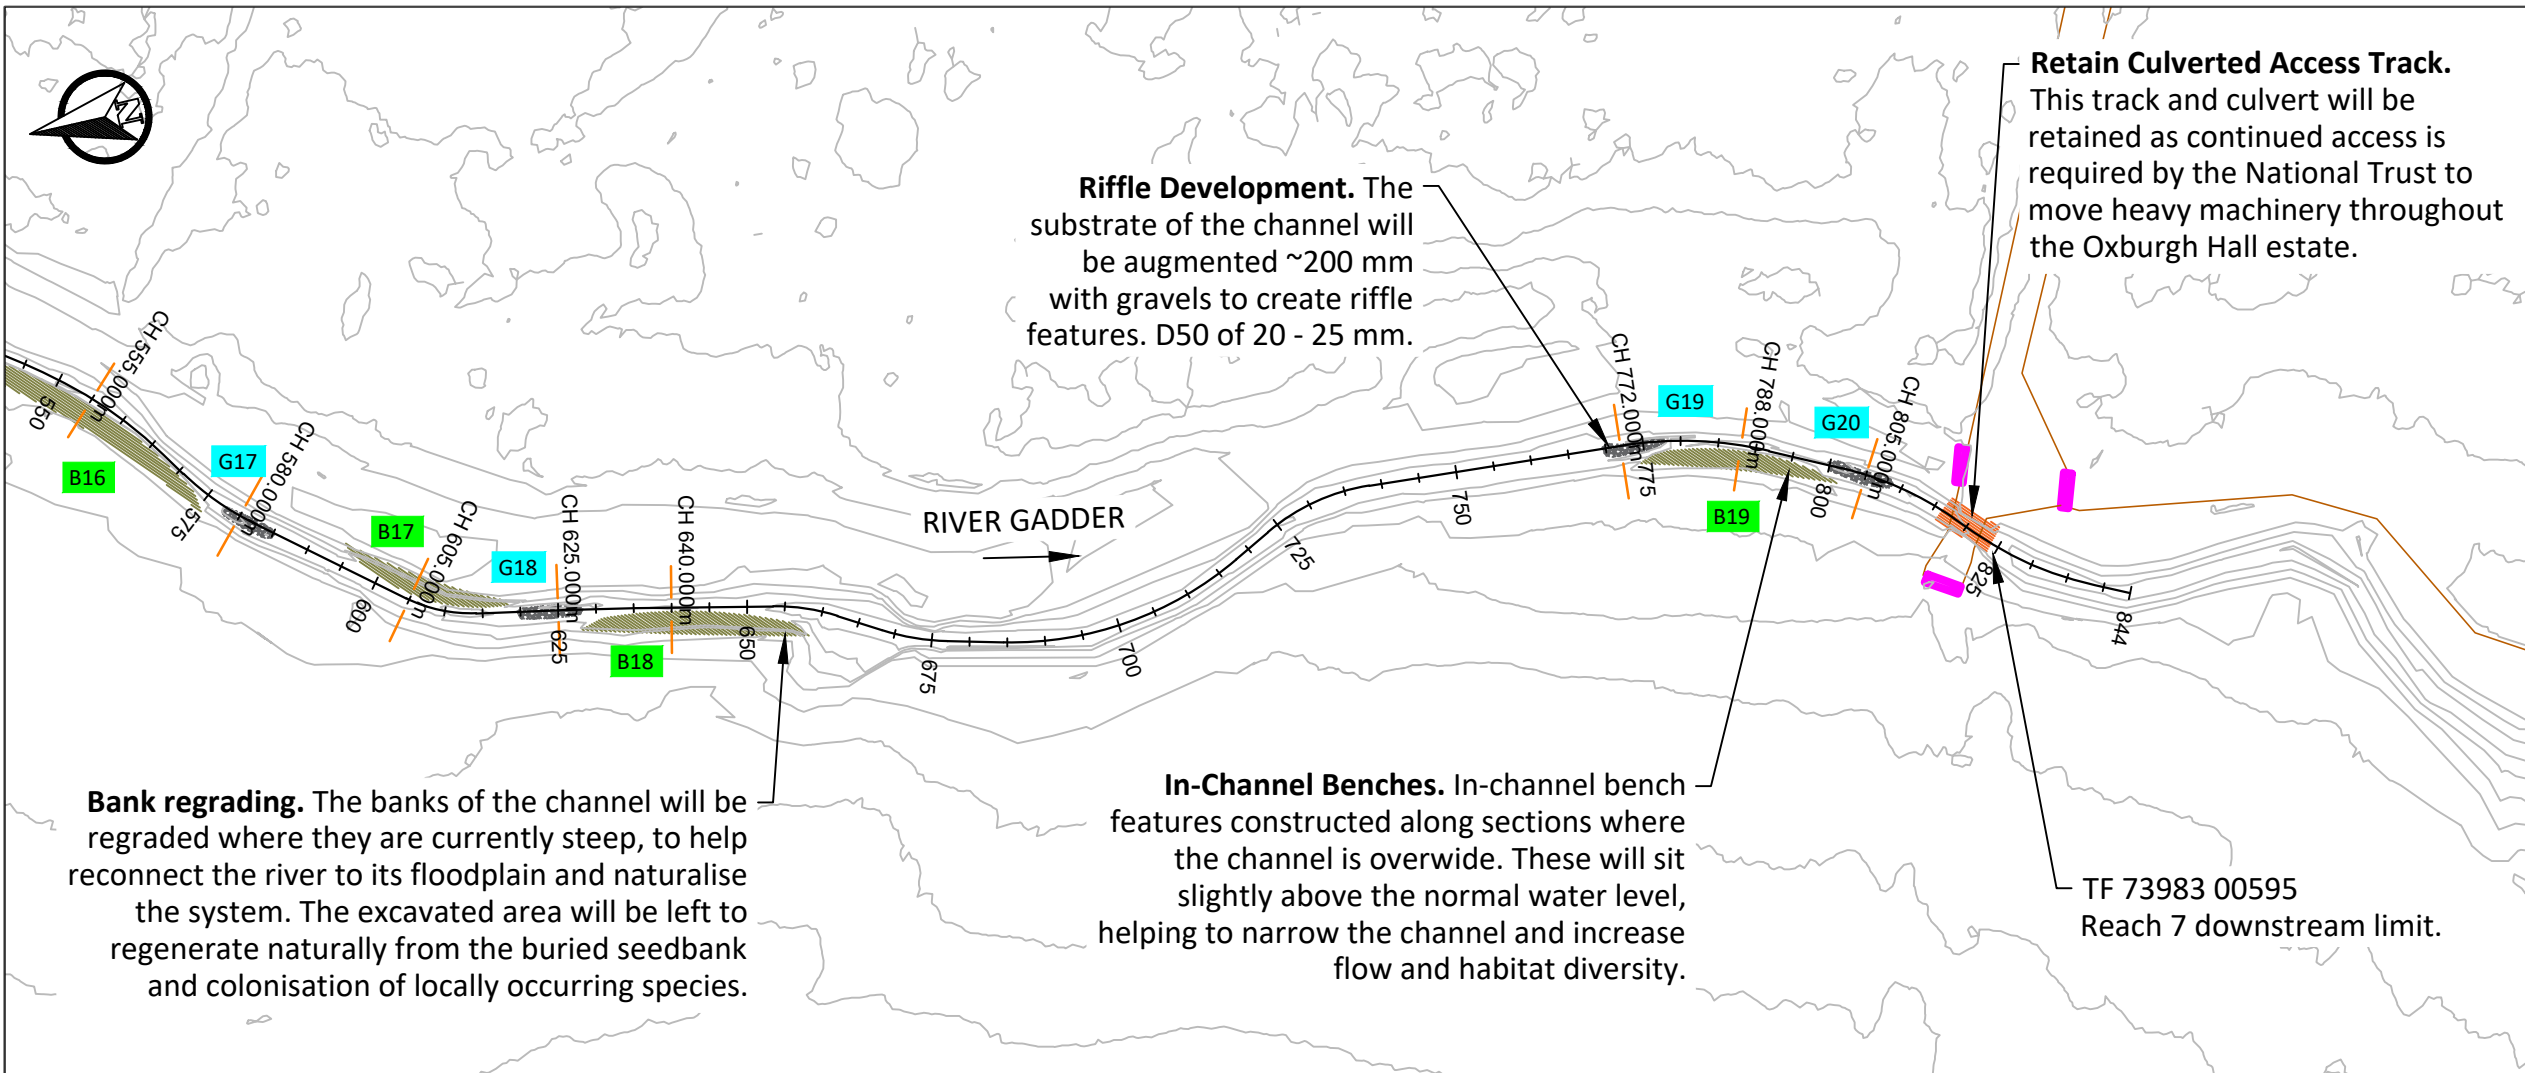 N
Retain Culverted Access Track.
This track and culvert will be
retained as continued access is
required by the National Trust to
move heavy machinery throughout
the Oxburgh Hall estate.
Riffle Development. The
substrate of the channel will
be augmented ~200 mm
with gravels to create riffle
features. D50 of 20 - 25 mm.
CH 555.000m
CH 580.000m
CH 605.000m
CH 625.000m
CH 640.000m
CH 772.000m
CH 788.000m
CH 805.000m
B16
G17
B17
G18
B18
G19
B19
G20
550
575
600
625
650
675
700
725
750
775
800
825
844
RIVER GADDER
Bank regrading. The banks of the channel will be
regraded where they are currently steep, to help
reconnect the river to its floodplain and naturalise
the system. The excavated area will be left to
regenerate naturally from the buried seedbank
and colonisation of locally occurring species.
In-Channel Benches. In-channel bench
features constructed along sections where
the channel is overwide. These will sit
slightly above the normal water level,
helping to narrow the channel and increase
flow and habitat diversity.
TF 73983 00595
Reach 7 downstream limit.